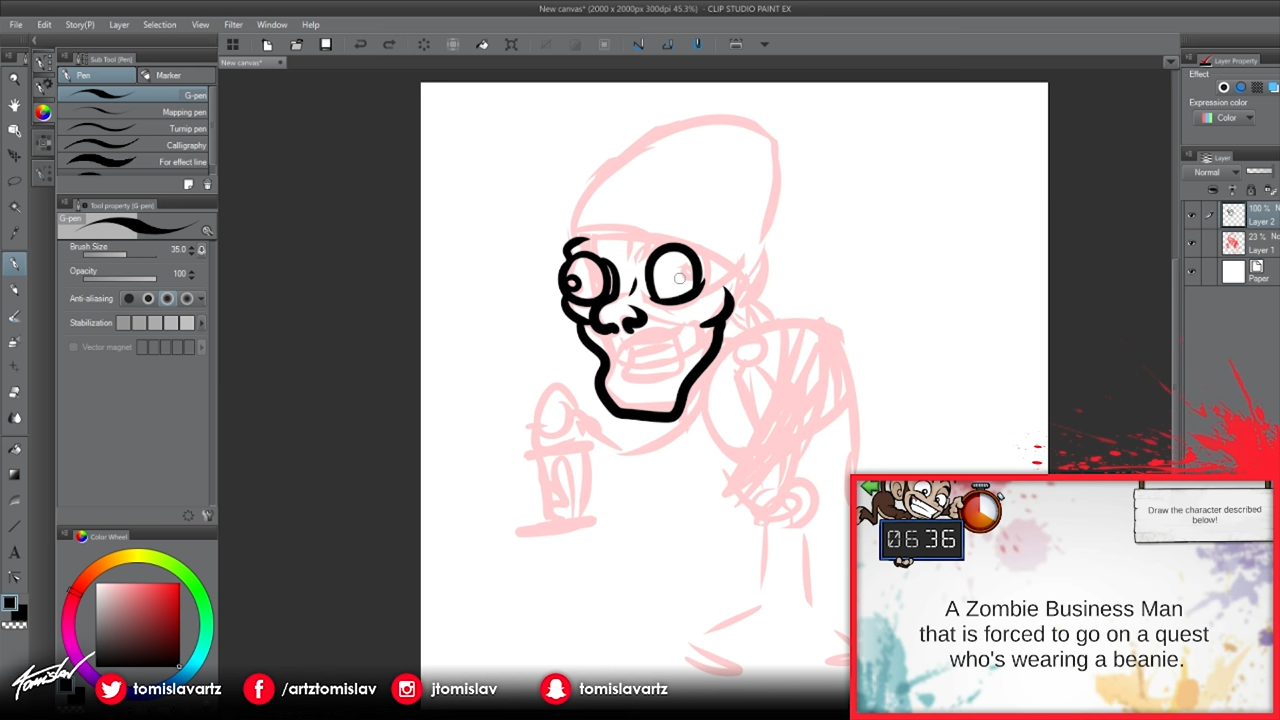 New canvas* (2000 x 2000px 300dpi 45.3%) - CLIP STUDIO PAINT EX
File Edit Story(P) Layer Selection View Filter Window Help
New canvas*
Sub Tool [Pen]
Pen Marker
G-pen
Mapping pen
Turnip pen
Calligraphy
For effect line
Tool property [G-pen]
G-pen
Brush Size 35.0
Opacity 100
Anti-aliasing
Stabilization
Vector magnet
Color Wheel
Layer Property
Effect
Expression color
Color
Layer
Normal
100 % N
Layer 2
23 % No
Layer 1
Paper
Draw the character described
below!
06 36
A Zombie Business Man
that is forced to go on a quest
who's wearing a beanie.
Tomislav
tomislavartz /artztomislav jtomislav tomislavartz